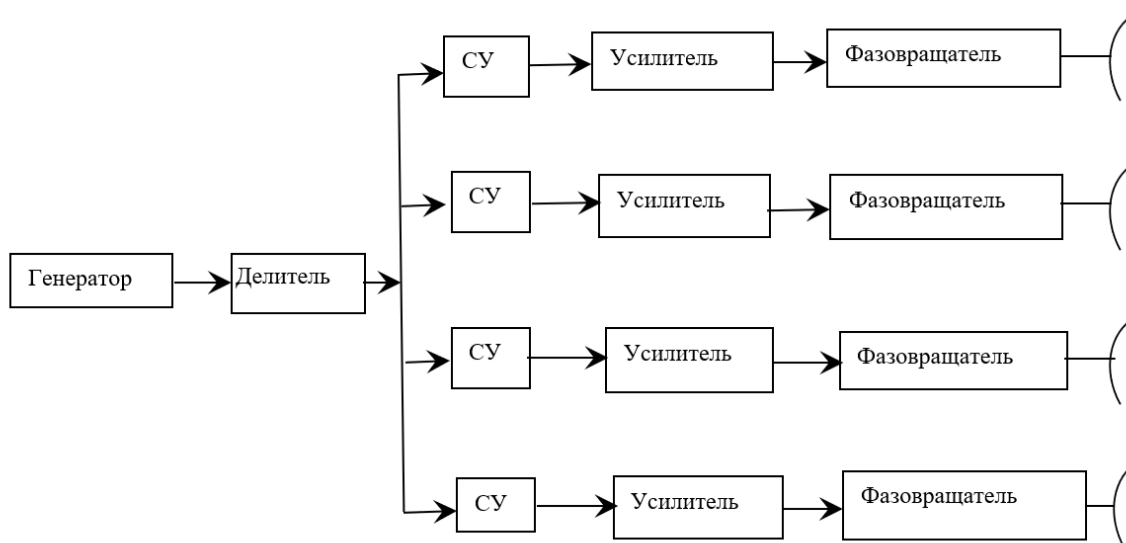 СУ
Усилитель
Фазовращатель
СУ
Усилитель
Фазовращатель
Генератор
Делитель
СУ
Усилитель
Фазовращатель
СУ
Усилитель
Фазовращатель